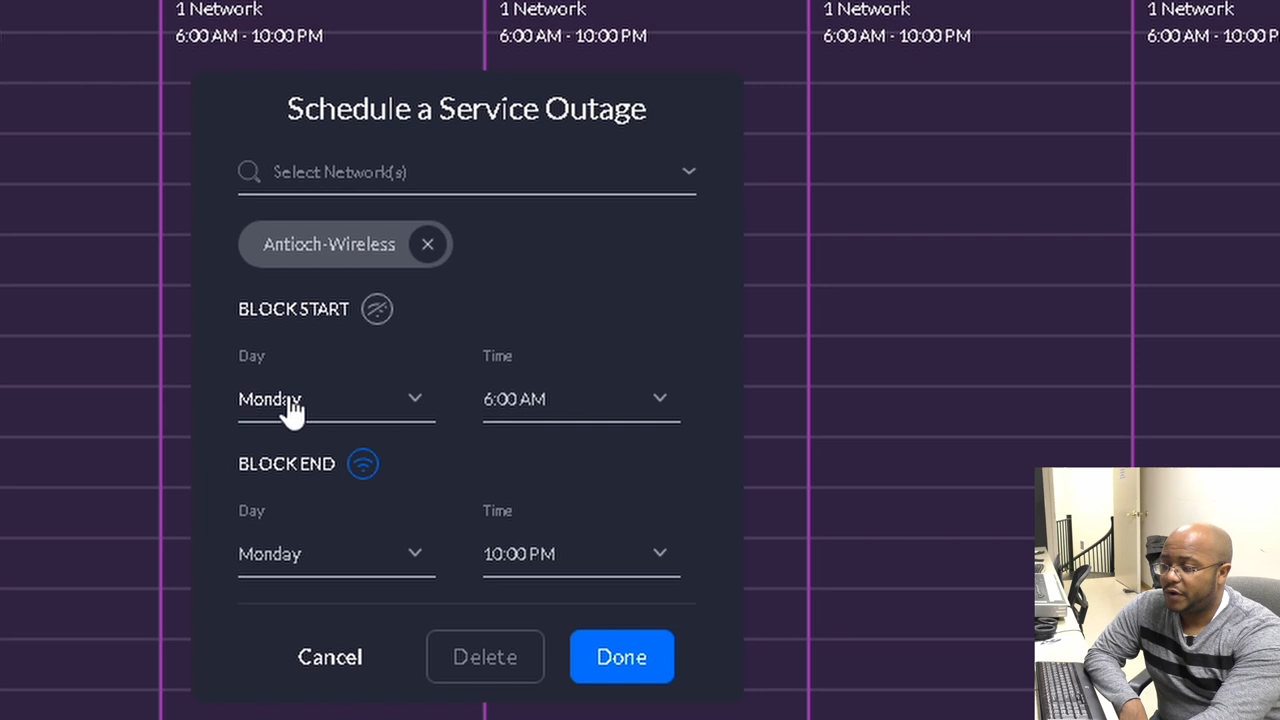 1 Network
6:00 AM - 10:00 PM
1 Network
6:00 AM - 10:00 PM
1 Network
6:00 AM - 10:00 PM
1 Network
6:00 AM - 10:00 P
Schedule a Service Outage
Select Network(s)
Antioch-Wireless
BLOCK START
Day
Time
Monday
6:00 AM
BLOCK END
Day
Time
Monday
10:00 PM
Cancel
Delete
Done